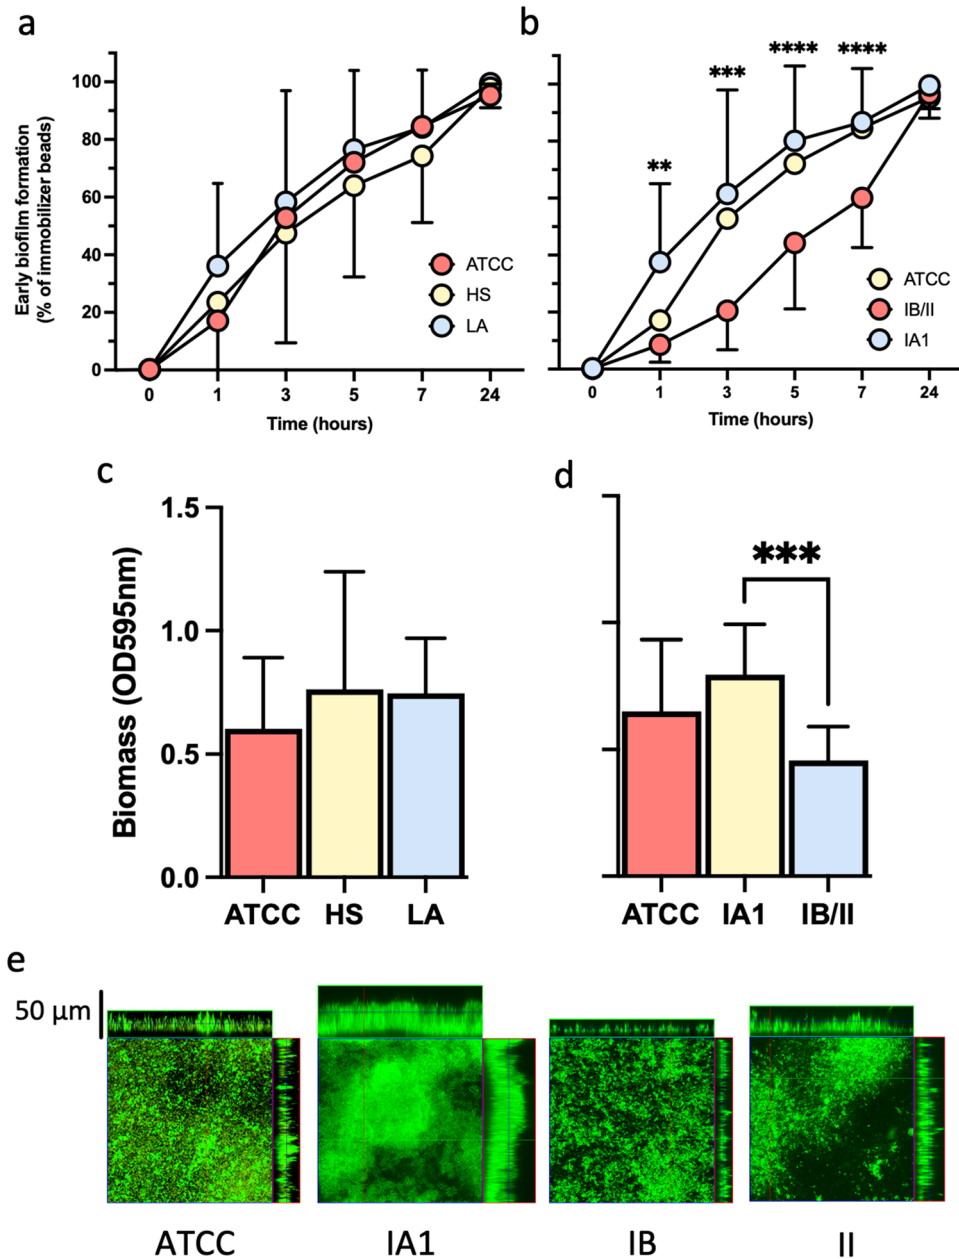 a
100
80
60
40
20
0
Early biofilm formation
(% of immobilizer beads)
ATCC
HS
LA
0 1 3 5 7 24
Time (hours)
b
**
***
****
****
ATCC
IB/II
IA1
0 1 3 5 7 24
Time (hours)
c
1.5
1.0
0.5
0.0
Biomass (OD595nm)
ATCC HS LA
d
***
ATCC IA1 IB/II
e
50 µm
ATCC IA1 IB II